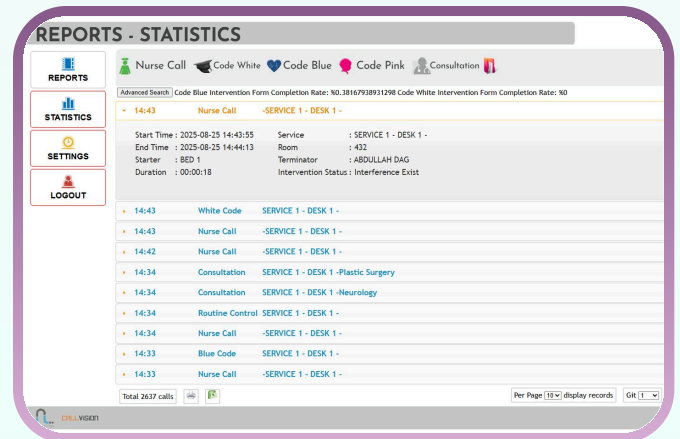 REPORTS - STATISTICS
REPORTS
STATISTICS
SETTINGS
LOGOUT
Nurse Call Code White Code Blue Code Pink Consultation
Advanced Search Code Blue Intervention Form Completion Rate: %0.38167938931298 Code White Intervention Form Completion Rate: %0
14:43 Nurse Call -SERVICE 1 - DESK 1 -
Start Time : 2025-08-25 14:43:55 Service : SERVICE 1 - DESK 1 -
End Time : 2025-08-25 14:44:13 Room : 432
Starter : BED 1 Terminator : ABDULLAH DAG
Duration : 00:00:18 Intervention Status : Interference Exist
14:43 White Code SERVICE 1 - DESK 1 -
14:43 Nurse Call -SERVICE 1 - DESK 1 -
14:42 Nurse Call -SERVICE 1 - DESK 1 -
14:34 Consultation SERVICE 1 - DESK 1 -Plastic Surgery
14:34 Consultation SERVICE 1 - DESK 1 -Neurology
14:34 Routine Control SERVICE 1 - DESK 1 -
14:34 Nurse Call -SERVICE 1 - DESK 1 -
14:33 Blue Code SERVICE 1 - DESK 1 -
14:33 Nurse Call -SERVICE 1 - DESK 1 -
Total 2637 calls Per Page 10 display records Git 1
CALLVISION